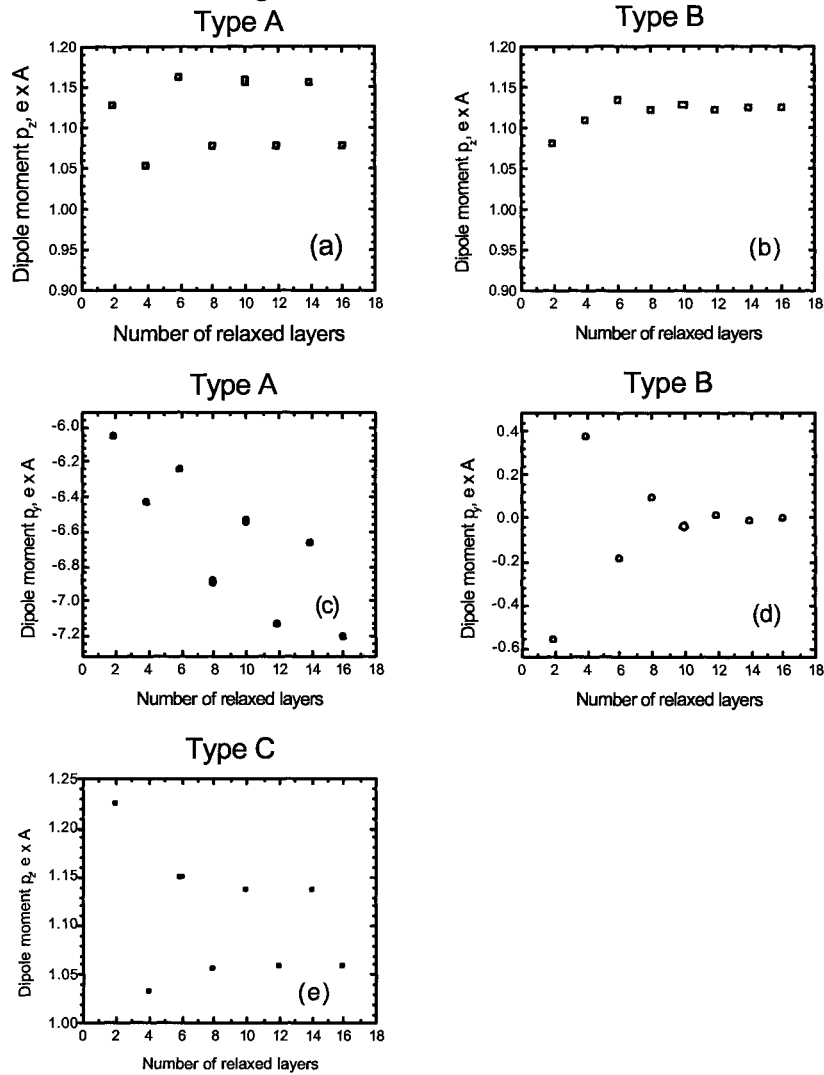 Type A
1.20
1.15
1.10
1.05
1.00
0.95
0.90
Dipole moment p_z, e x A
(a)
0 2 4 6 8 10 12 14 16 18
Number of relaxed layers
Type B
1.20
1.15
1.10
1.05
1.00
0.95
0.90
Dipole moment p_z, e x A
(b)
0 2 4 6 8 10 12 14 16 18
Number of relaxed layers
Type A
-6.0
-6.2
-6.4
-6.6
-6.8
-7.0
-7.2
Dipole moment p_y, e x A
(c)
0 2 4 6 8 10 12 14 16 18
Number of relaxed layers
Type B
0.4
0.2
0.0
-0.2
-0.4
-0.6
Dipole moment p_y, e x A
(d)
0 2 4 6 8 10 12 14 16 18
Number of relaxed layers
Type C
1.25
1.20
1.15
1.10
1.05
1.00
Dipole moment p_z e x A
(e)
0 2 4 6 8 10 12 14 16 18
Number of relaxed layers